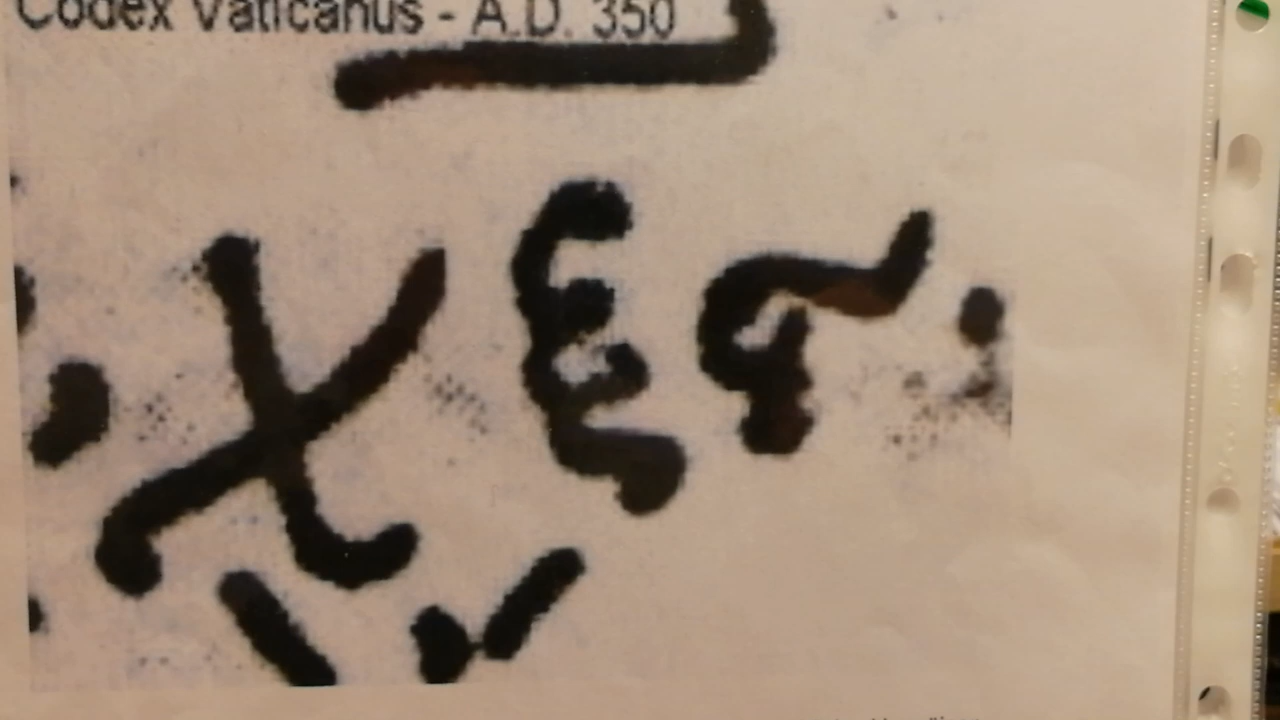 Codex Vaticanus - A.D. 350
χξϛ